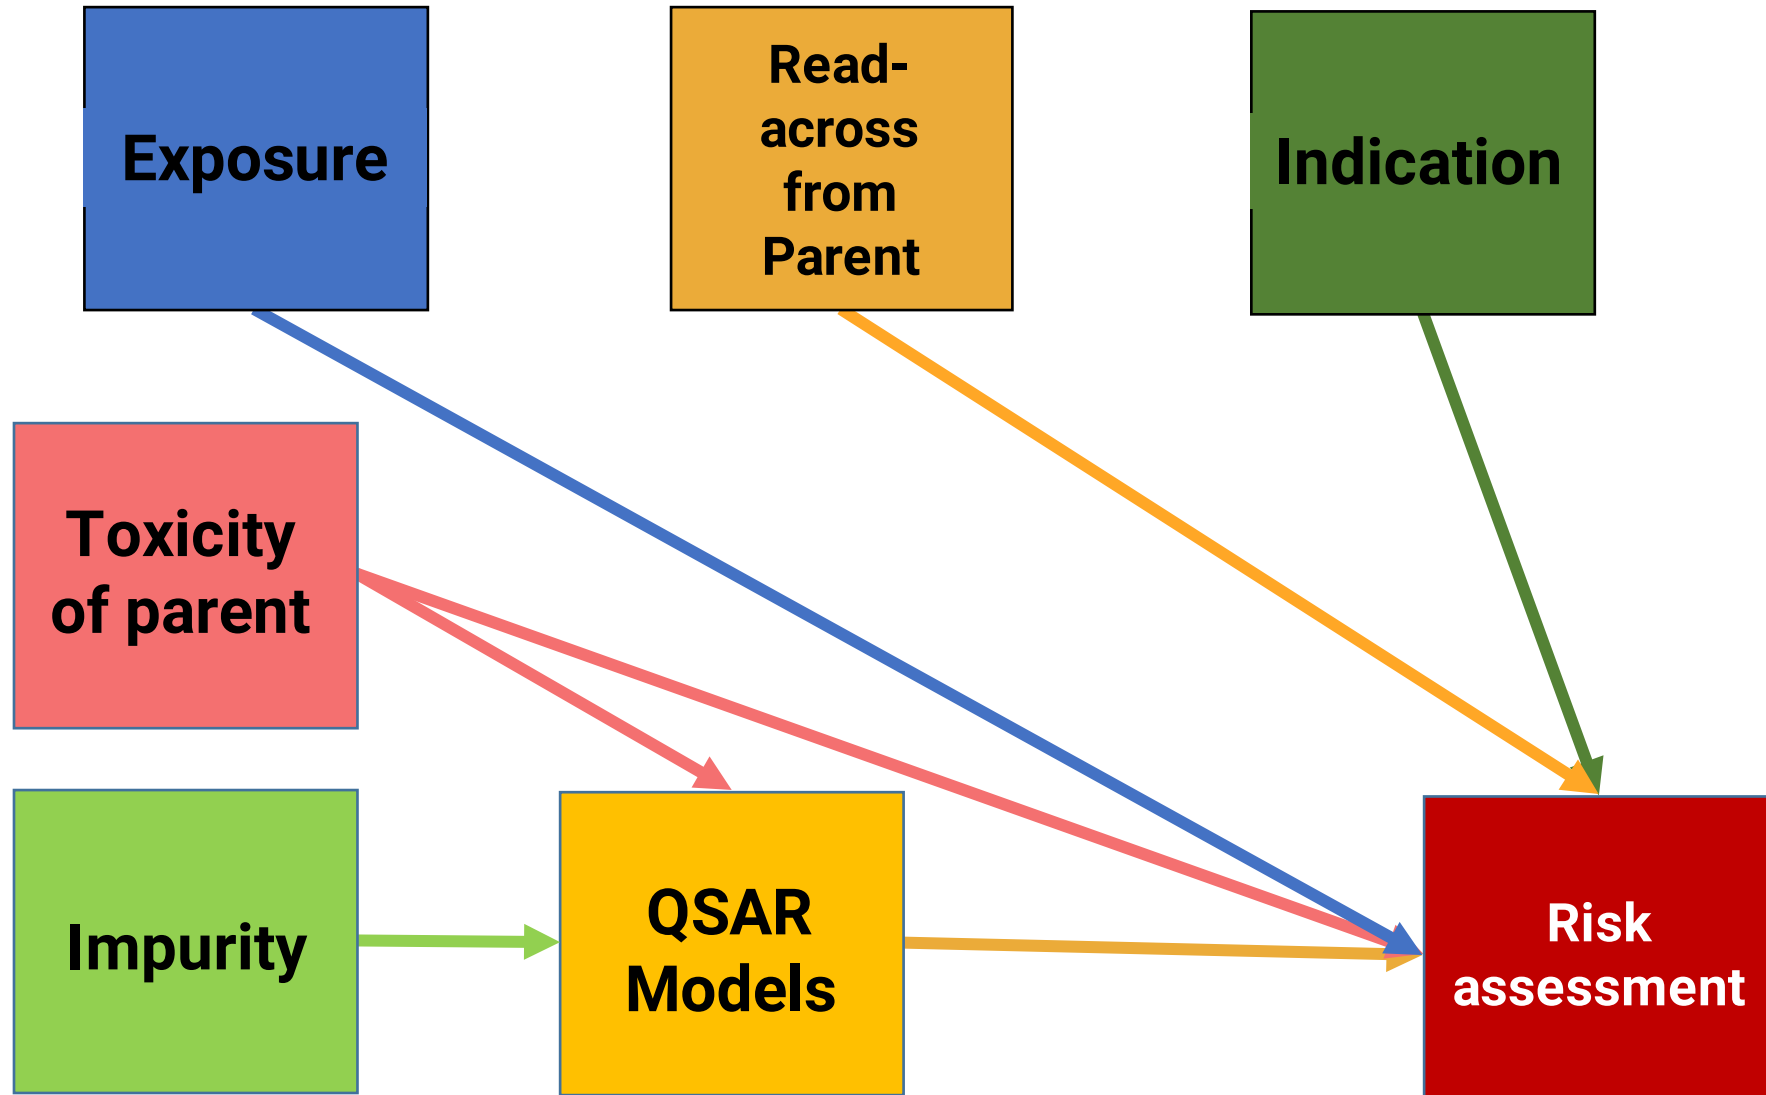 Exposure
Read-
across
from
Parent
Indication
Toxicity
of parent
Impurity
QSAR
Models
Risk
assessment